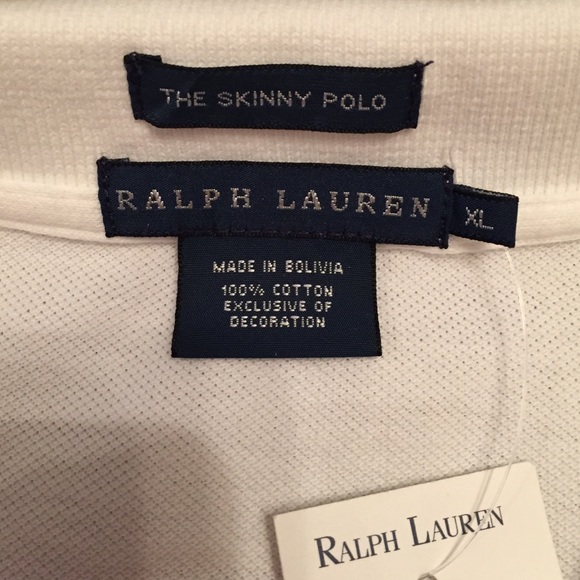 THE SKINNY POLO
RALPH LAUREN
XL
MADE IN BOLIVIA
100% COTTON
EXCLUSIVE OF
DECORATION
RALPH LAUREN